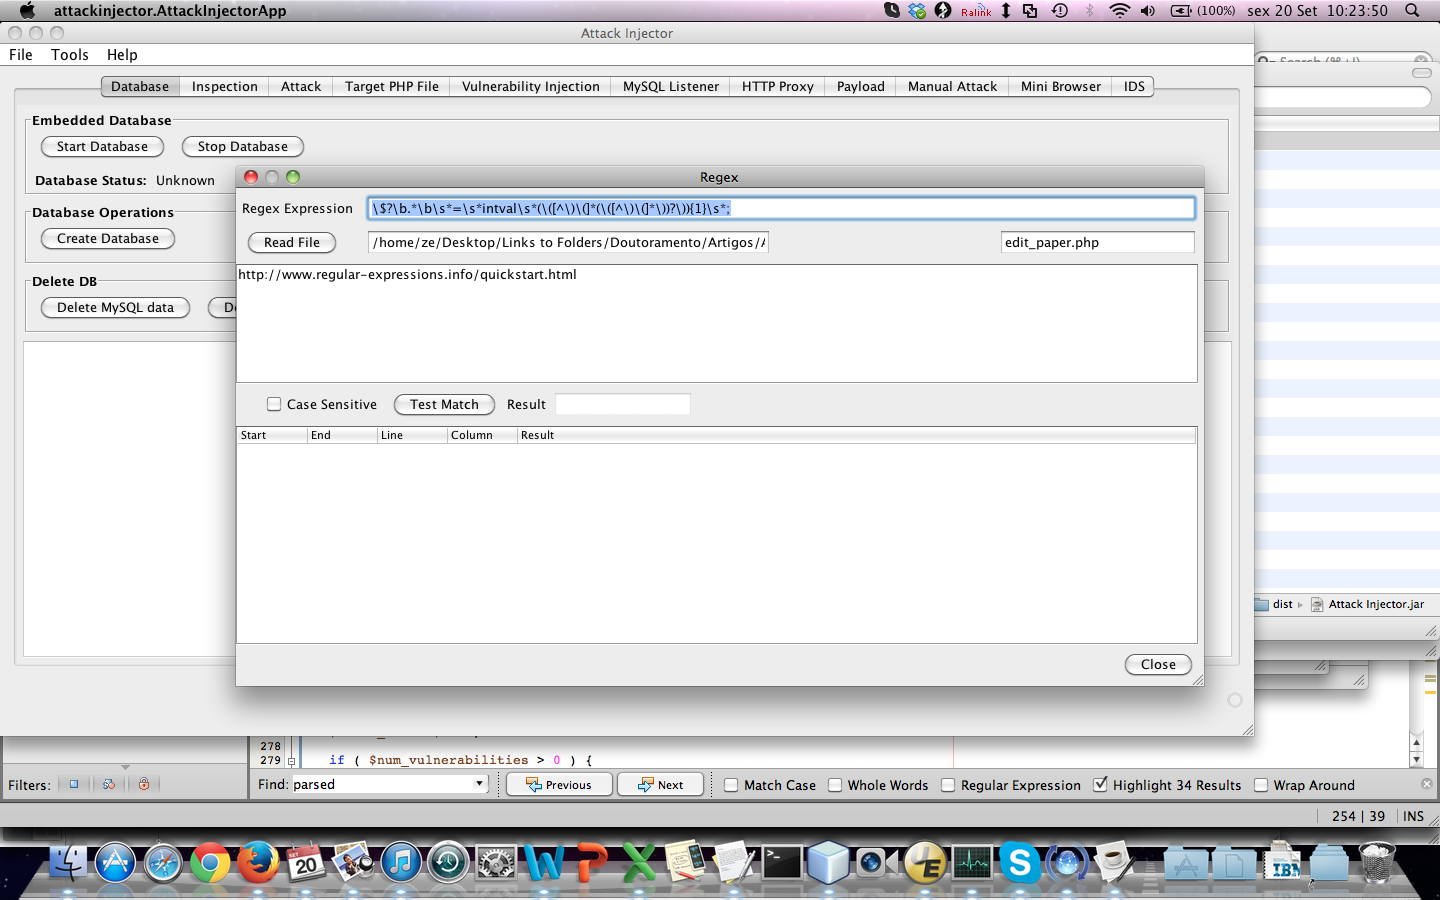 attackinjector.AttackInjectorApp
Ralink
(100%) sex 20 Set 10:23:50
Attack Injector
File Tools Help
Database Inspection Attack Target PHP File Vulnerability Injection MySQL Listener HTTP Proxy Payload Manual Attack Mini Browser IDS
Embedded Database
Start Database Stop Database
Database Status: Unknown
Database Operations
Create Database
Delete DB
Delete MySQL data
Regex
Regex Expression \$?\b.*\b\s*=\s*intval\s*(\([^\)\(]*(\([^\)\(]*\))?\)){1}\s*;
Read File /home/ze/Desktop/Links to Folders/Doutoramento/Artigos/ edit_paper.php
http://www.regular-expressions.info/quickstart.html
Case Sensitive Test Match Result
Start End Line Column Result
Close
dist Attack Injector.jar
278
279 if ( $num_vulnerabilities > 0 ) {
Filters: Find: parsed Previous Next Match Case Whole Words Regular Expression Highlight 34 Results Wrap Around
254 | 39 INS
SET
20